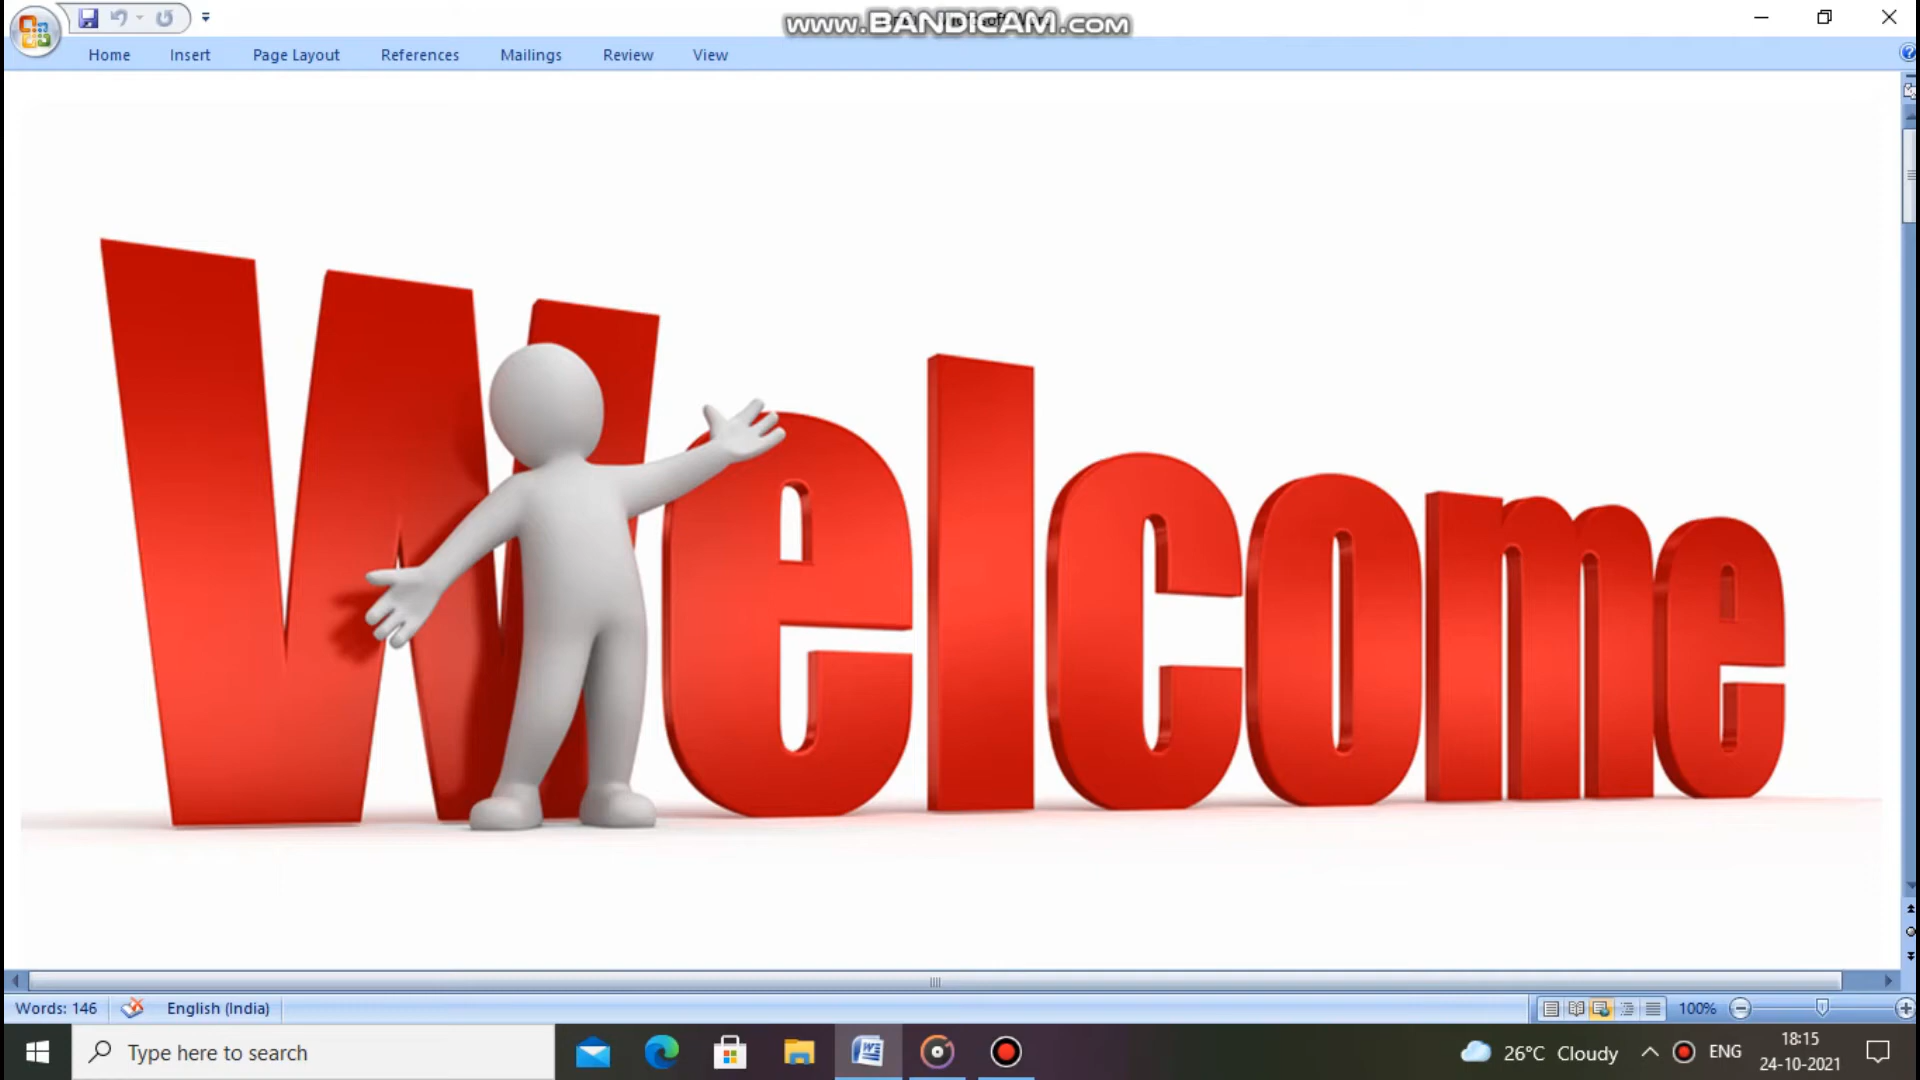 www.BANDICAM.com
Home Insert Page Layout References Mailings Review View
Welcome
Words: 146 English (India) 100%
Type here to search 26°C Cloudy ENG 18:15
24-10-2021